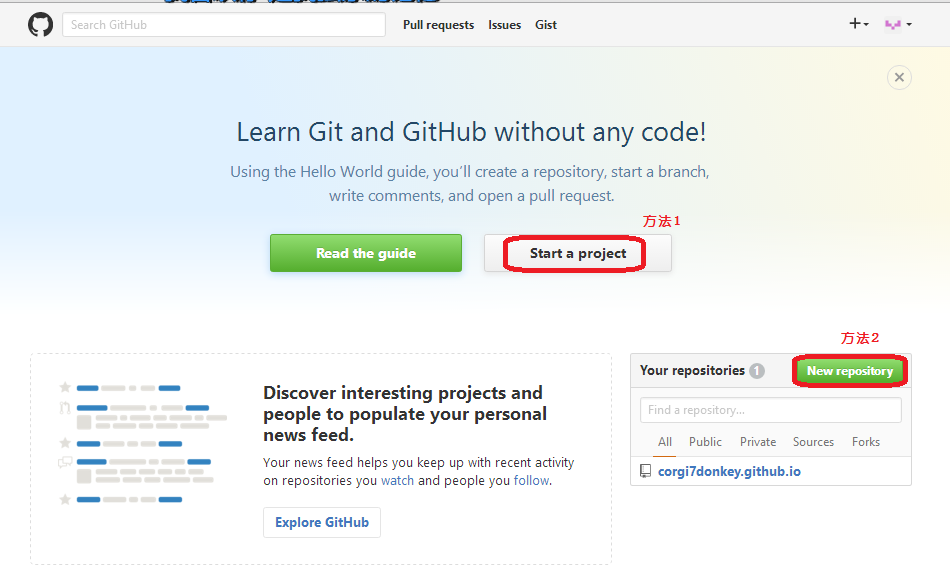 Search GitHub
Pull requests
Issues
Gist
Learn Git and GitHub without any code!
Using the Hello World guide, you’ll create a repository, start a branch,
write comments, and open a pull request.
方法1
Read the guide
Start a project
方法2
Discover interesting projects and
people to populate your personal
news feed.
Your news feed helps you keep up with recent activity
on repositories you watch and people you follow.
Explore GitHub
Your repositories 1
New repository
Find a repository...
All Public Private Sources Forks
corgi7donkey.github.io